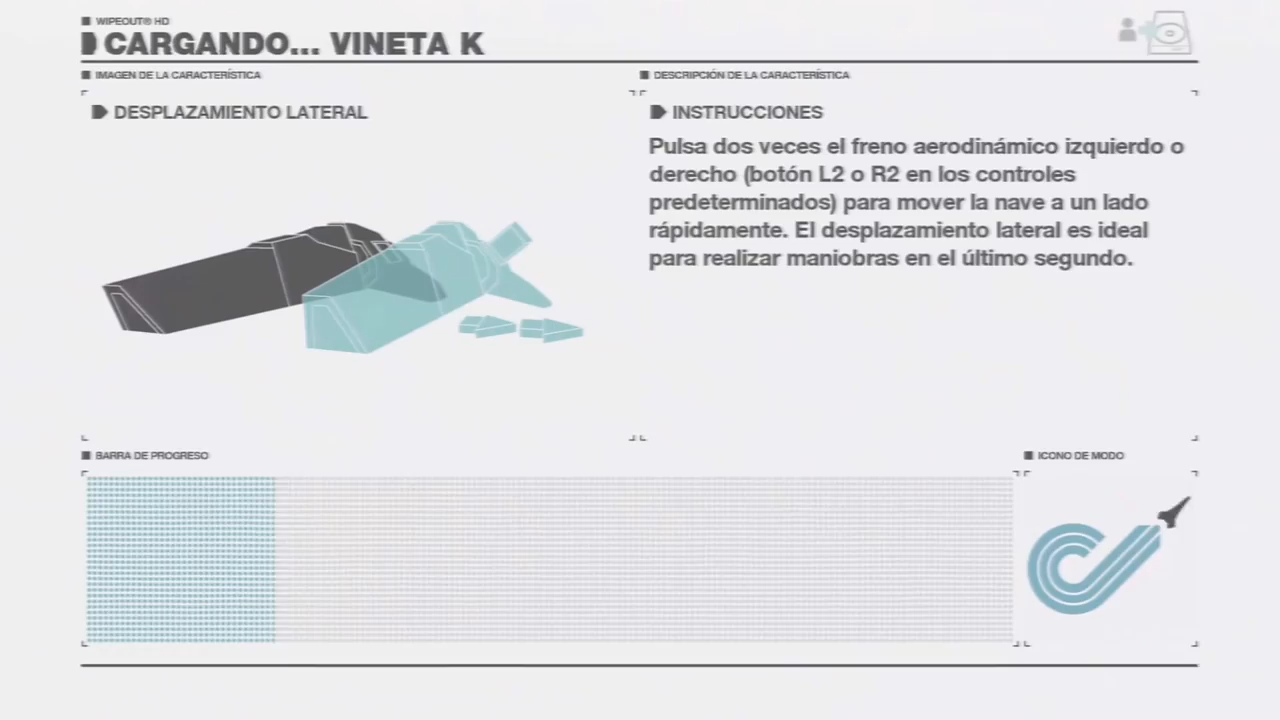 WIPEOUT® HD
CARGANDO... VINETA K
IMAGEN DE LA CARACTERÍSTICA
DESPLAZAMIENTO LATERAL
DESCRIPCIÓN DE LA CARACTERÍSTICA
INSTRUCCIONES
Pulsa dos veces el freno aerodinámico izquierdo o
derecho (botón L2 o R2 en los controles
predeterminados) para mover la nave a un lado
rápidamente. El desplazamiento lateral es ideal
para realizar maniobras en el último segundo.
BARRA DE PROGRESO
ICONO DE MODO